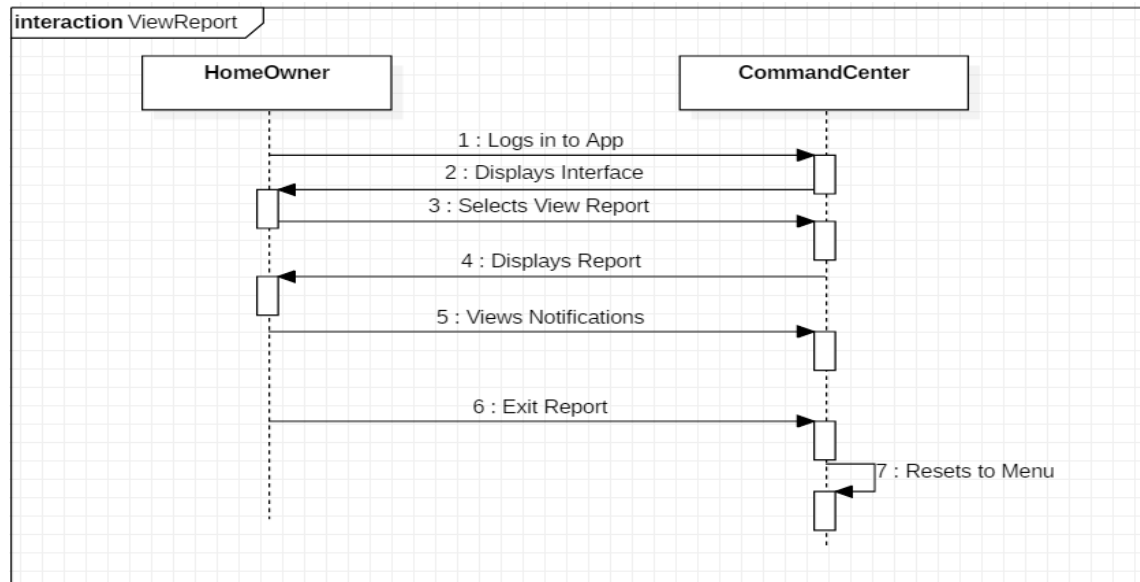 interaction ViewReport
HomeOwner
CommandCenter
1 : Logs in to App
2 : Displays Interface
3 : Selects View Report
4 : Displays Report
5 : Views Notifications
6 : Exit Report
7 : Resets to Menu